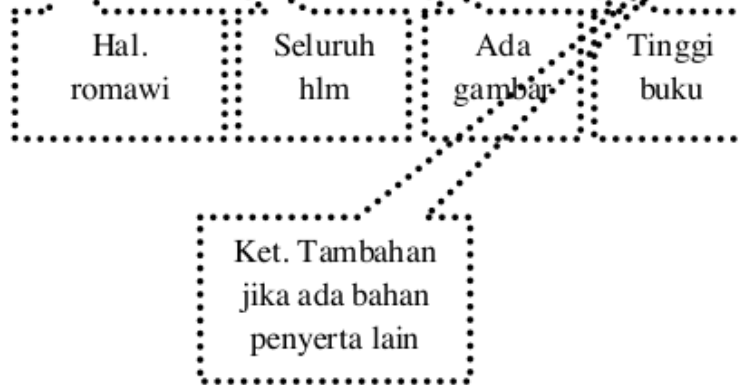 Hal.
romawi
Seluruh
hlm
Ada
gambar
Tinggi
buku
Ket. Tambahan
jika ada bahan
penyerta lain